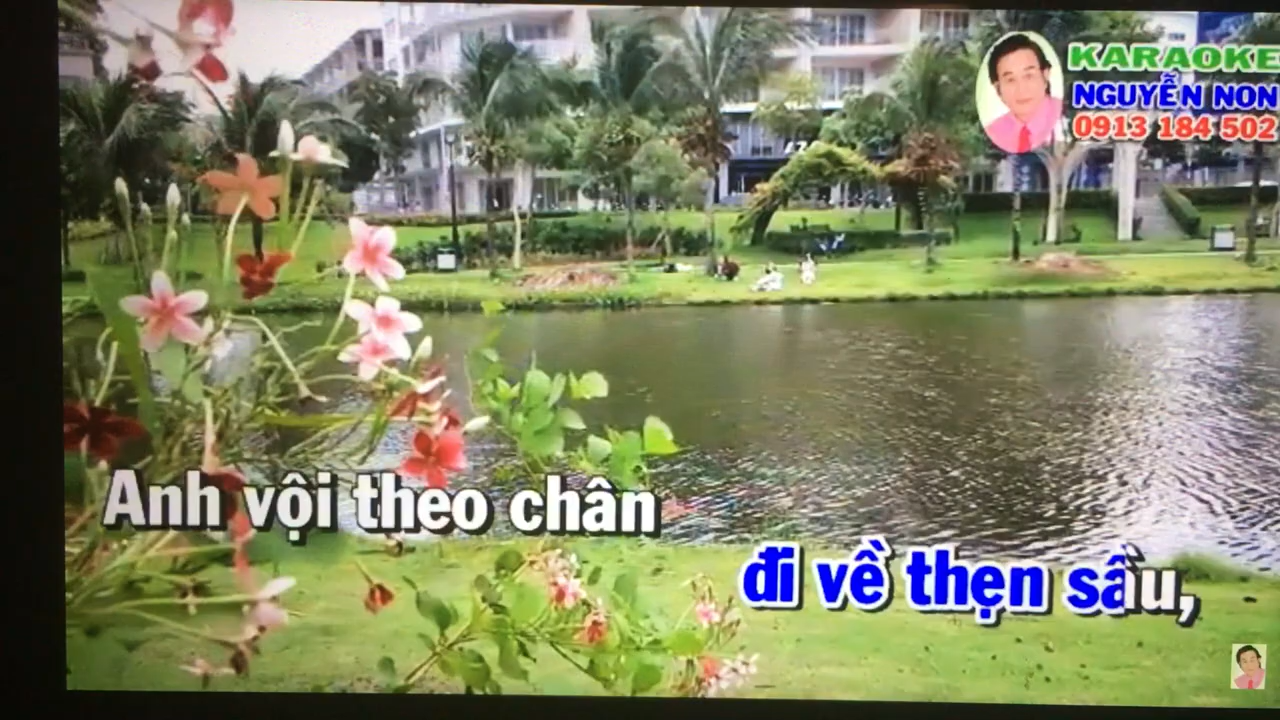 KARAOKE
NGUYỄN NON
0913 184 502
Anh vội theo chân
đi về thẹn sầu,